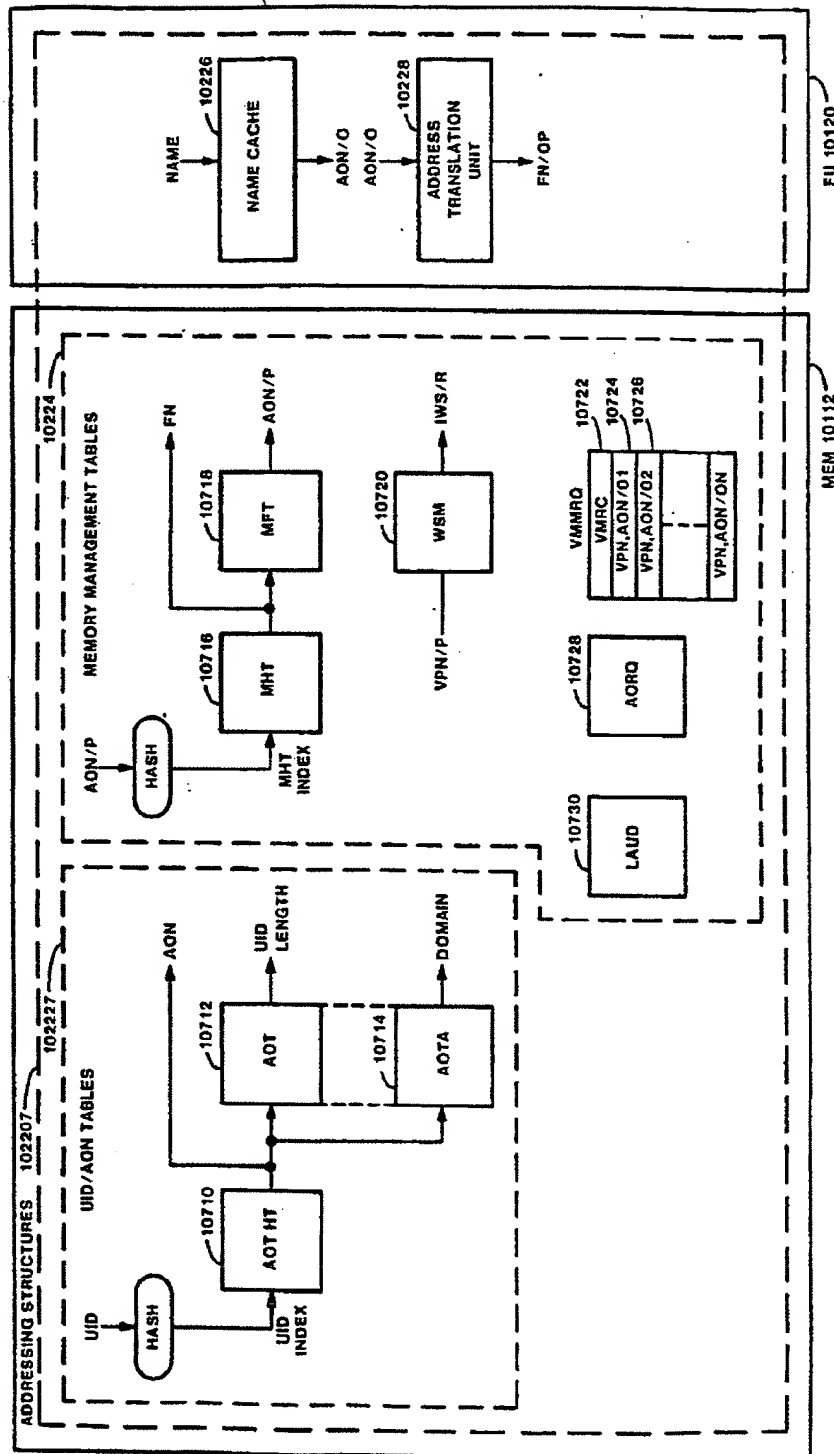 ADDRESSING STRUCTURES 102207
102227
UID/AON TABLES
UID
HASH
UID
INDEX
10710
AOT HT
AON
10712
AOT
UID
LENGTH
10714
AOTA
DOMAIN
10224
MEMORY MANAGEMENT TABLES
AON/P
HASH
MHT
INDEX
10716
MHT
FN
10718
MFT
AON/P
VPN/P
10720
WSM
IWS/R
10730
LAUD
10728
AORQ
VMMRQ
VMRC
10722
VPN,AON/O1
10724
VPN,AON/O2
10726
VPN,AON/ON
MEM 10112
NAME
10226
NAME CACHE
AON/O
AON/O
10228
ADDRESS
TRANSLATION
UNIT
FN/OP
FU 10120